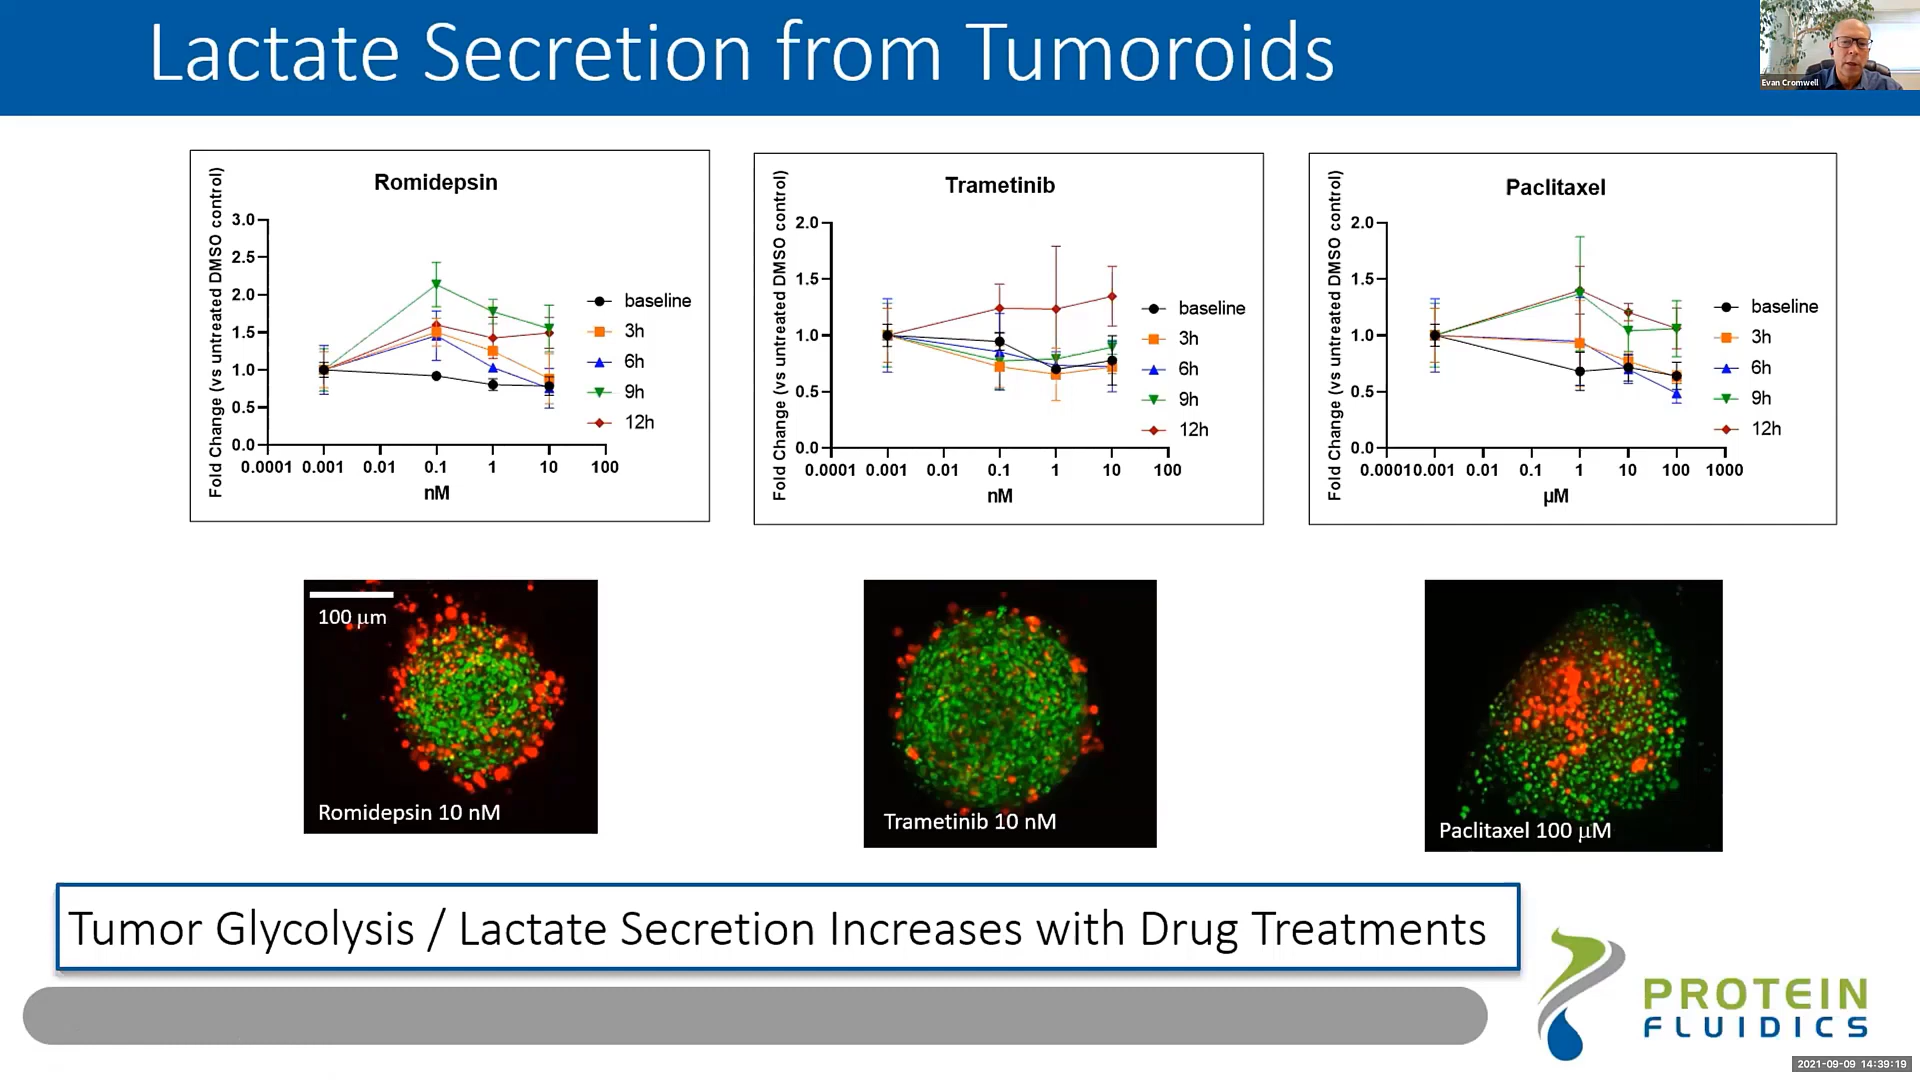 Lactate Secretion from Tumoroids
Evan Cromwell
Romidepsin
Fold Change (vs untreated DMSO control)
3.0
2.5
2.0
1.5
1.0
0.5
0.0
0.0001 0.001 0.01 0.1 1 10 100
nM
baseline
3h
6h
9h
12h
Trametinib
Fold Change (vs untreated DMSO control)
2.0
1.5
1.0
0.5
0.0
0.0001 0.001 0.01 0.1 1 10 100
nM
baseline
3h
6h
9h
12h
Paclitaxel
Fold Change (vs untreated DMSO control)
2.0
1.5
1.0
0.5
0.0
0.0001 0.001 0.01 0.1 1 10 100 1000
µM
baseline
3h
6h
9h
12h
100 µm
Romidepsin 10 nM
Trametinib 10 nM
Paclitaxel 100 µM
Tumor Glycolysis / Lactate Secretion Increases with Drug Treatments
PROTEIN
FLUIDICS
2021-09-09 14:39:19